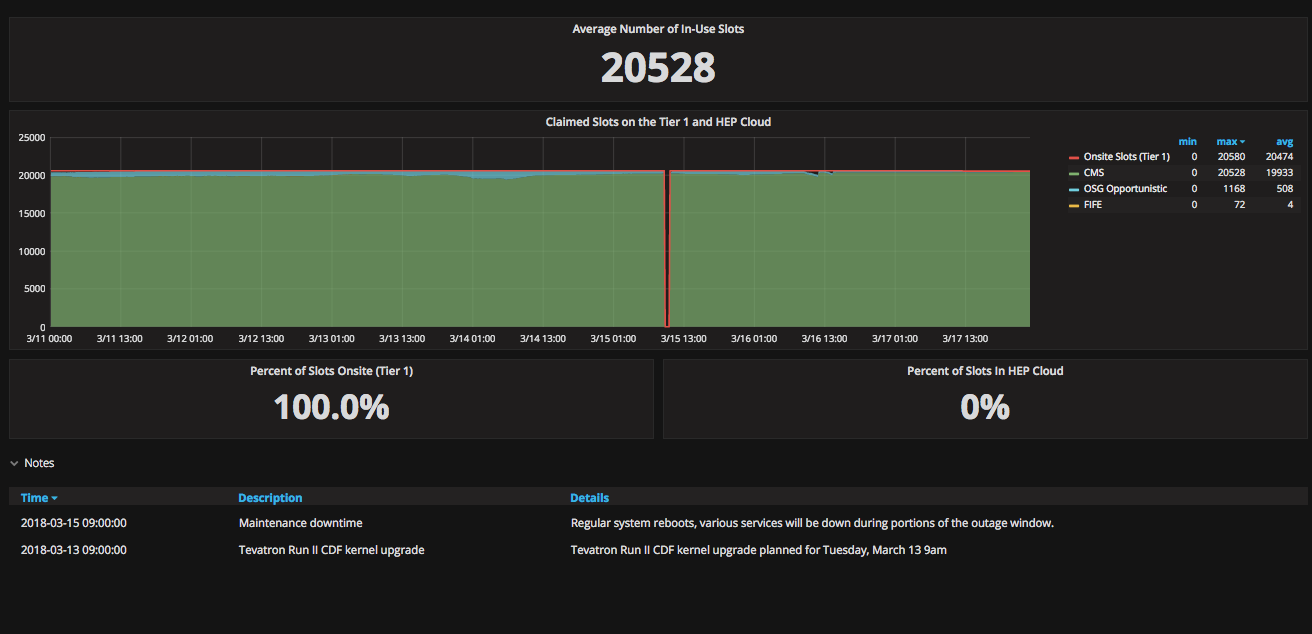 Average Number of In-Use Slots
20528
Claimed Slots on the Tier 1 and HEP Cloud
25000
20000
15000
10000
5000
0
3/11 00:00 3/11 13:00 3/12 01:00 3/12 13:00 3/13 01:00 3/13 13:00 3/14 01:00 3/14 13:00 3/15 01:00 3/15 13:00 3/16 01:00 3/16 13:00 3/17 01:00 3/17 13:00
min max avg
Onsite Slots (Tier 1) 0 20580 20474
CMS 0 20528 19933
OSG Opportunistic 0 1168 508
FIFE 0 72 4
Percent of Slots Onsite (Tier 1)
100.0%
Percent of Slots In HEP Cloud
0%
Notes
Time Description Details
2018-03-15 09:00:00 Maintenance downtime Regular system reboots, various services will be down during portions of the outage window.
2018-03-13 09:00:00 Tevatron Run II CDF kernel upgrade Tevatron Run II CDF kernel upgrade planned for Tuesday, March 13 9am